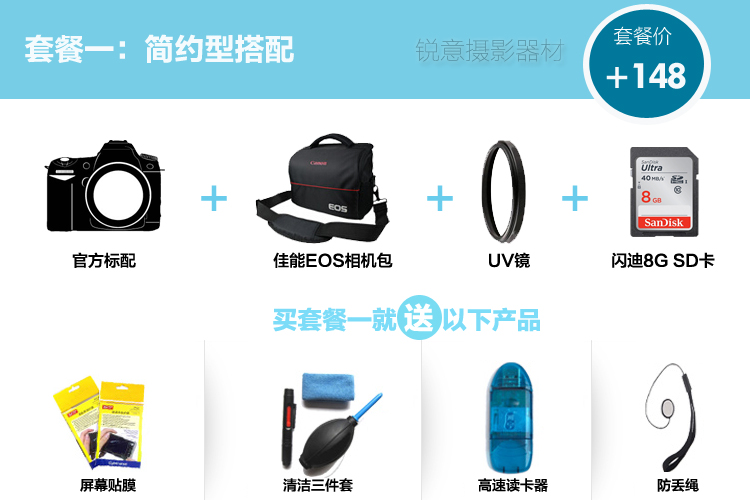 套餐一：简约型搭配
锐意摄影器材
套餐价
+148
Canon
EOS
SanDisk
Ultra
40 MB/s
8 GB
SanDisk
官方标配
佳能EOS相机包
UV镜
闪迪8G SD卡
买套餐一就送以下产品
屏幕贴膜
清洁三件套
高速读卡器
防丢绳